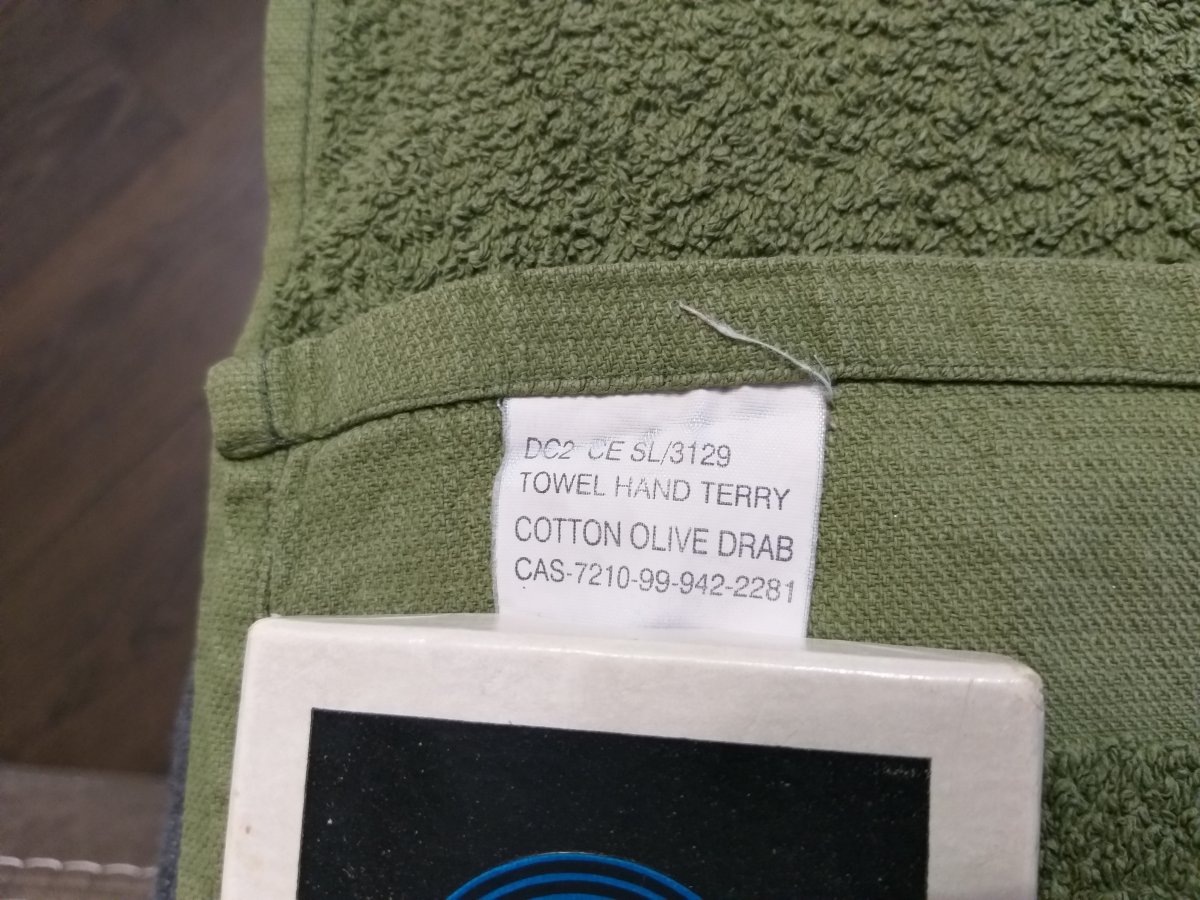 DC2 CE SL/3129
TOWEL HAND TERRY
COTTON OLIVE DRAB
CAS-7210-99-942-2281